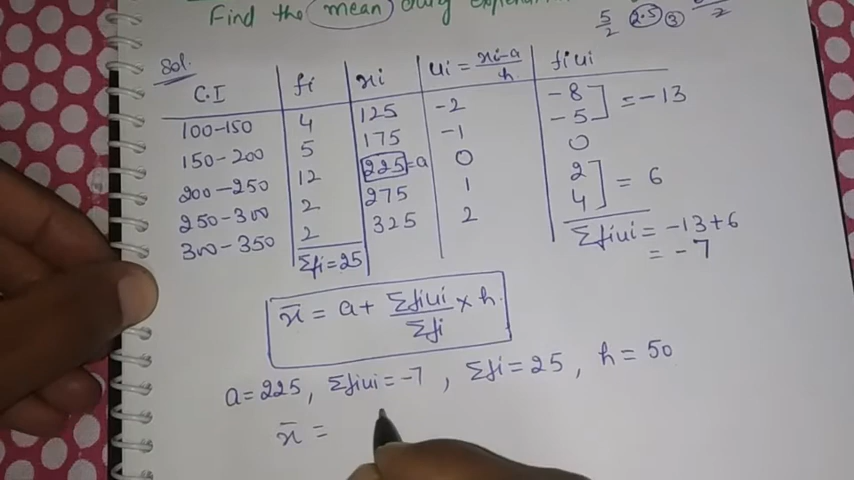 Find the mean daily
5/2 2.5 3 /2
Sol.
C.I fi xi ui = xi-a/h fiui
100-150 4 125 -2 -8
150-200 5 175 -1 -5 ] = -13
200-250 12 225=a 0 0
250-300 2 275 1 2
300-350 2 325 2 4 ] = 6
Σfi=25 Σfiui = -13+6
= -7
x̄ = a+ Σfiui/Σfi × h
a=225, Σfiui=-7, Σfi=25, h=50
x̄ =